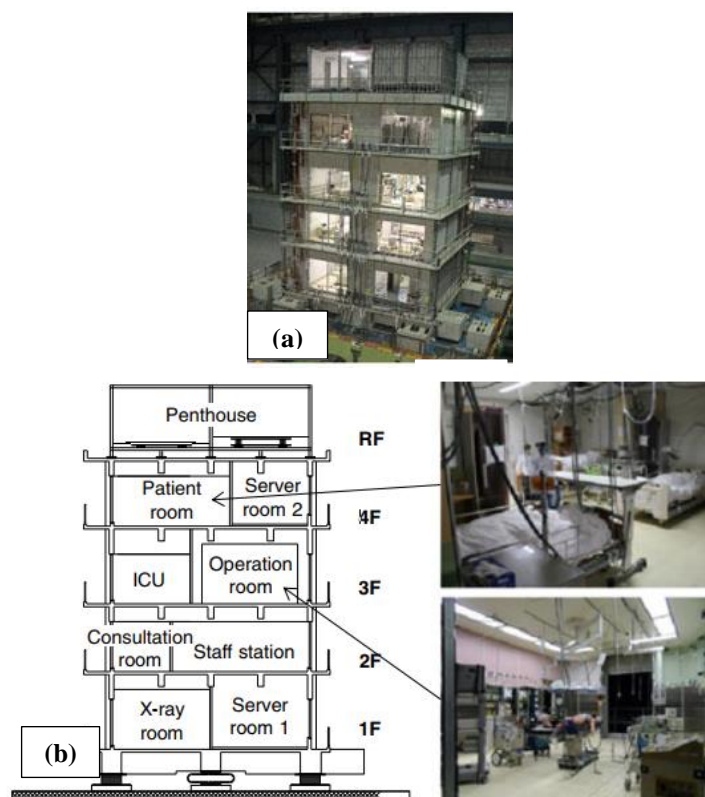 (a)
Penthouse
RF
Patient
room
Server
room 2
4F
ICU
Operation
room
3F
Consultation
room
Staff station
2F
X-ray
room
Server
room 1
1F
(b)